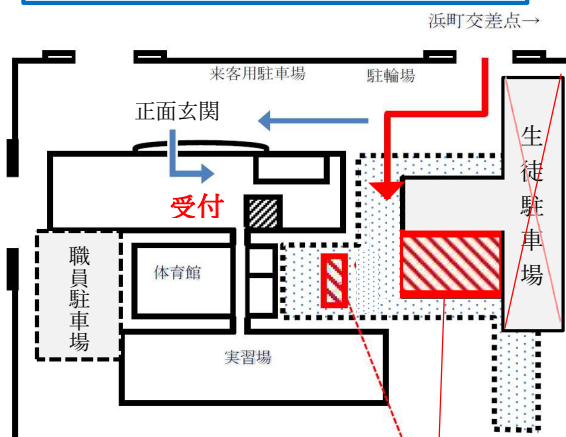 浜町交差点→
来客用駐車場
駐輪場
正面玄関
生徒駐車場
受付
職員駐車場
体育館
実習場